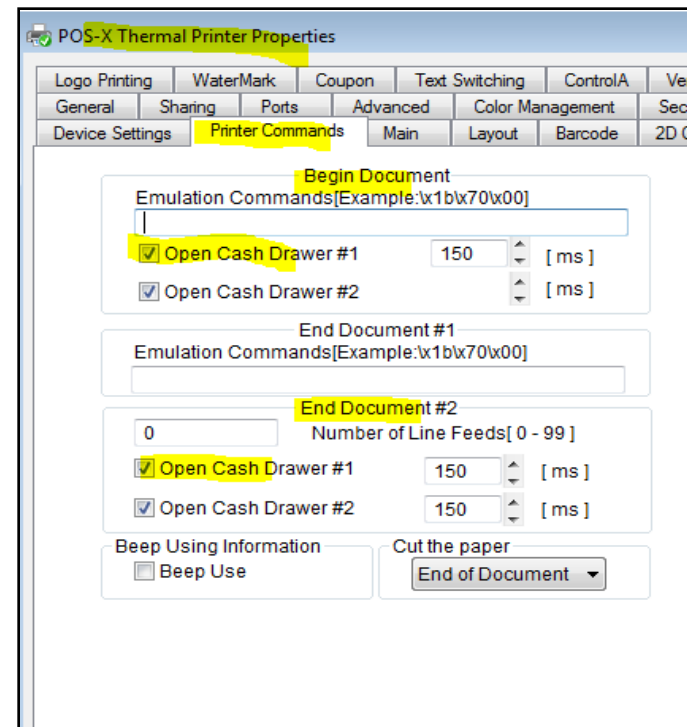 POS-X Thermal Printer Properties
Logo Printing WaterMark Coupon Text Switching ControlA
General Sharing Ports Advanced Color Management
Device Settings Printer Commands Main Layout Barcode 2D
Begin Document
Emulation Commands[Example:\x1b\x70\x00]
Open Cash Drawer #1 150 [ms]
Open Cash Drawer #2 [ms]
End Document #1
Emulation Commands[Example:\x1b\x70\x00]
End Document #2
0 Number of Line Feeds[ 0 - 99 ]
Open Cash Drawer #1 150 [ms]
Open Cash Drawer #2 150 [ms]
Beep Using Information Cut the paper
Beep Use End of Document